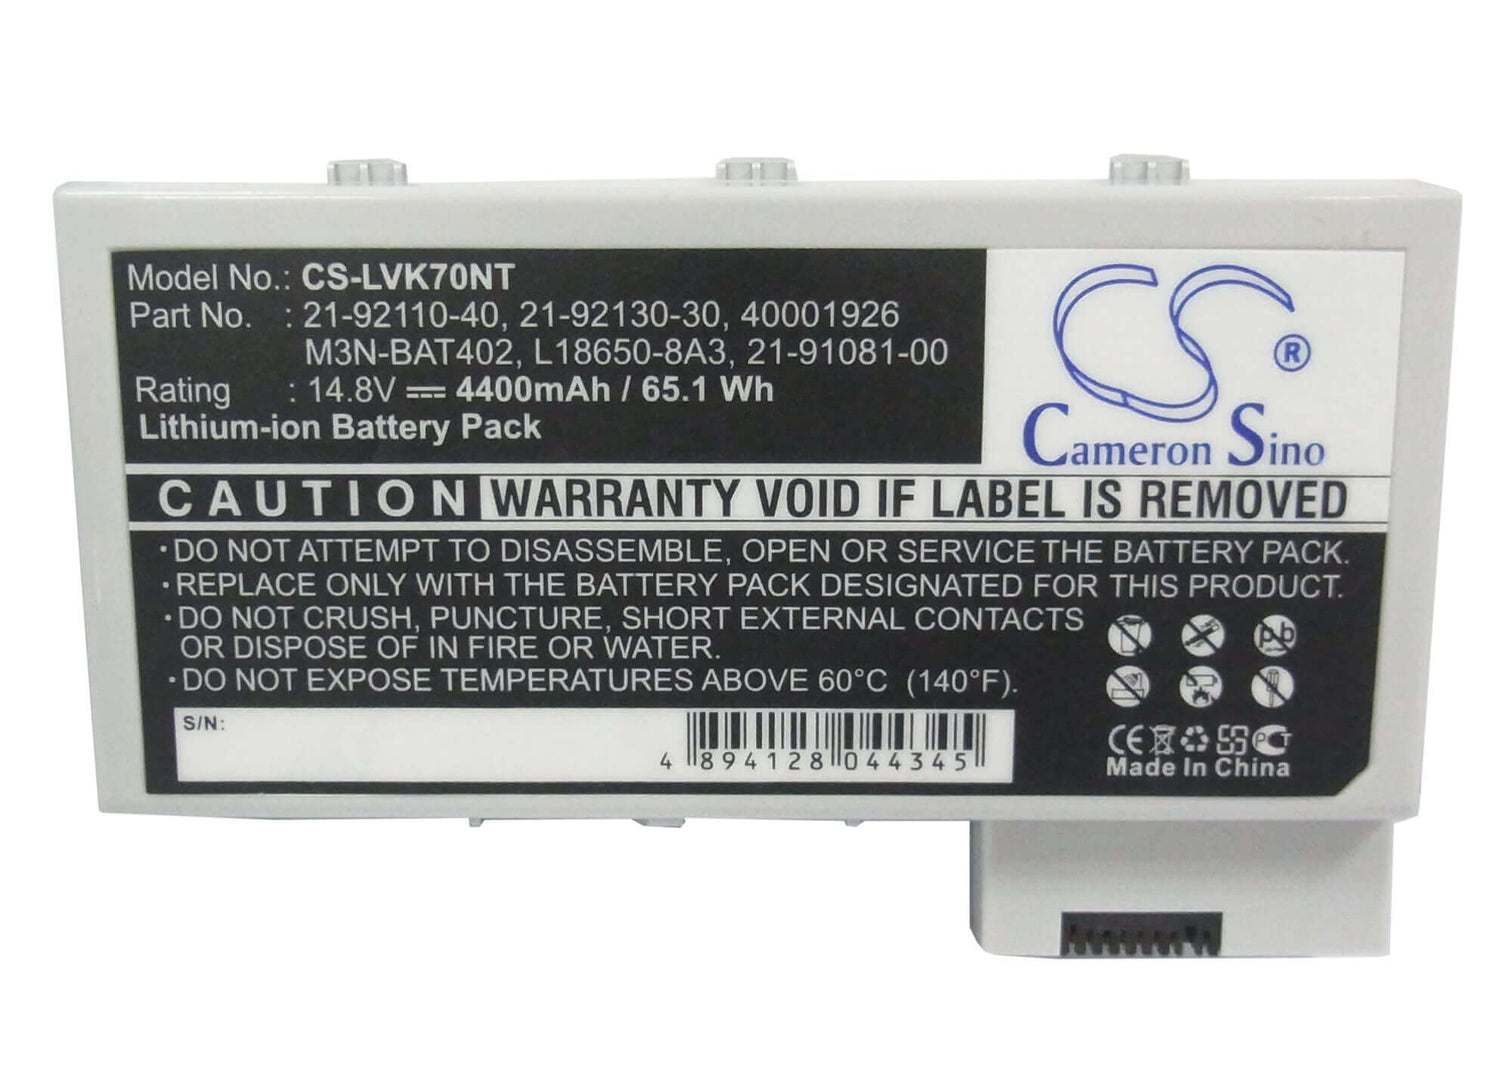 Model No.: CS-LVK70NT
Part No. : 21-92110-40, 21-92130-30, 40001926
M3N-BAT402, L18650-8A3, 21-91081-00
Rating : 14.8V ⎓ 4400mAh / 65.1 Wh
Lithium-ion Battery Pack
CS®
Cameron Sino
CAUTION WARRANTY VOID IF LABEL IS REMOVED
·DO NOT ATTEMPT TO DISASSEMBLE, OPEN OR SERVICE THE BATTERY PACK.
·REPLACE ONLY WITH THE BATTERY PACK DESIGNATED FOR THIS PRODUCT.
·DO NOT CRUSH, PUNCTURE, SHORT EXTERNAL CONTACTS
OR DISPOSE OF IN FIRE OR WATER.
·DO NOT EXPOSE TEMPERATURES ABOVE 60°C (140°F).
pb
S/N:
4 894128 044345
CE PCT
Made In China